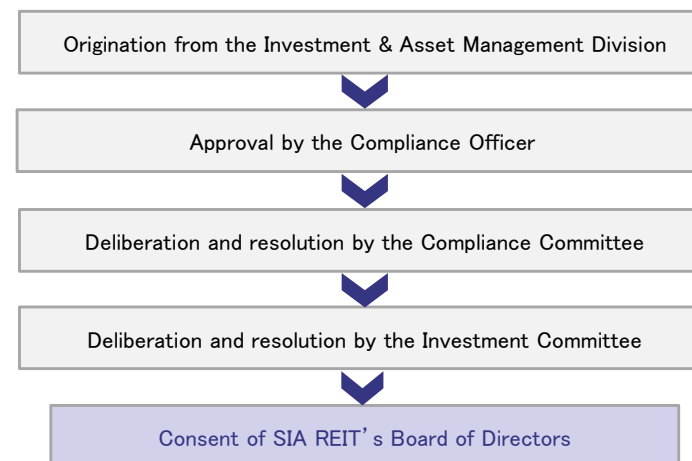 Origination from the Investment & Asset Management Division
Approval by the Compliance Officer
Deliberation and resolution by the Compliance Committee
Deliberation and resolution by the Investment Committee
Consent of SIA REIT’s Board of Directors